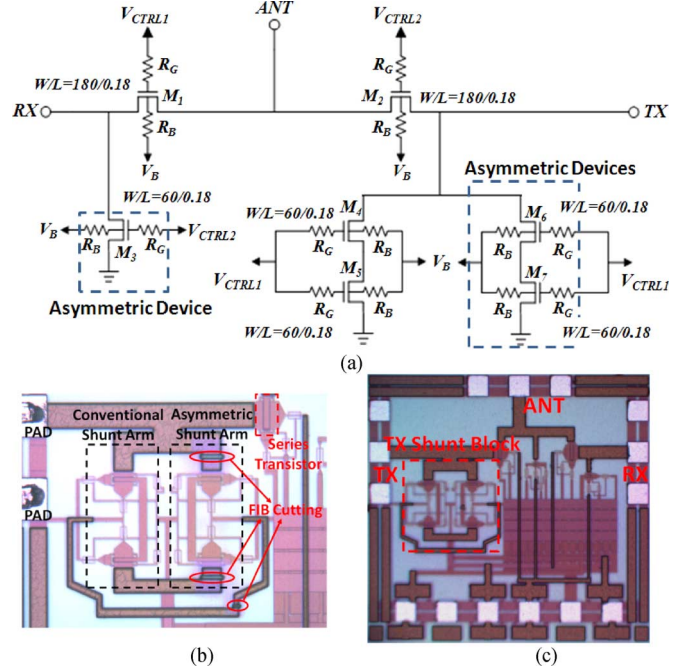 ANT
V_CTRL1
V_CTRL2
R_G
R_G
W/L=180/0.18
M_1
M_2
W/L=180/0.18
RX
TX
R_B
R_B
V_B
V_B
Asymmetric Devices
W/L=60/0.18
W/L=60/0.18
M_4
M_6
W/L=60/0.18
V_B
V_CTRL2
R_G
R_B
R_B
R_G
R_B
R_G
M_3
M_5
V_B
M_7
Asymmetric Device
V_CTRL1
V_CTRL1
R_G
R_B
R_B
R_G
W/L=60/0.18
W/L=60/0.18
(a)
PAD
Conventional
Shunt Arm
Asymmetric
Shunt Arm
Series
Transistor
PAD
FIB Cutting
(b)
ANT
TX Shunt Block
TX
RX
(c)